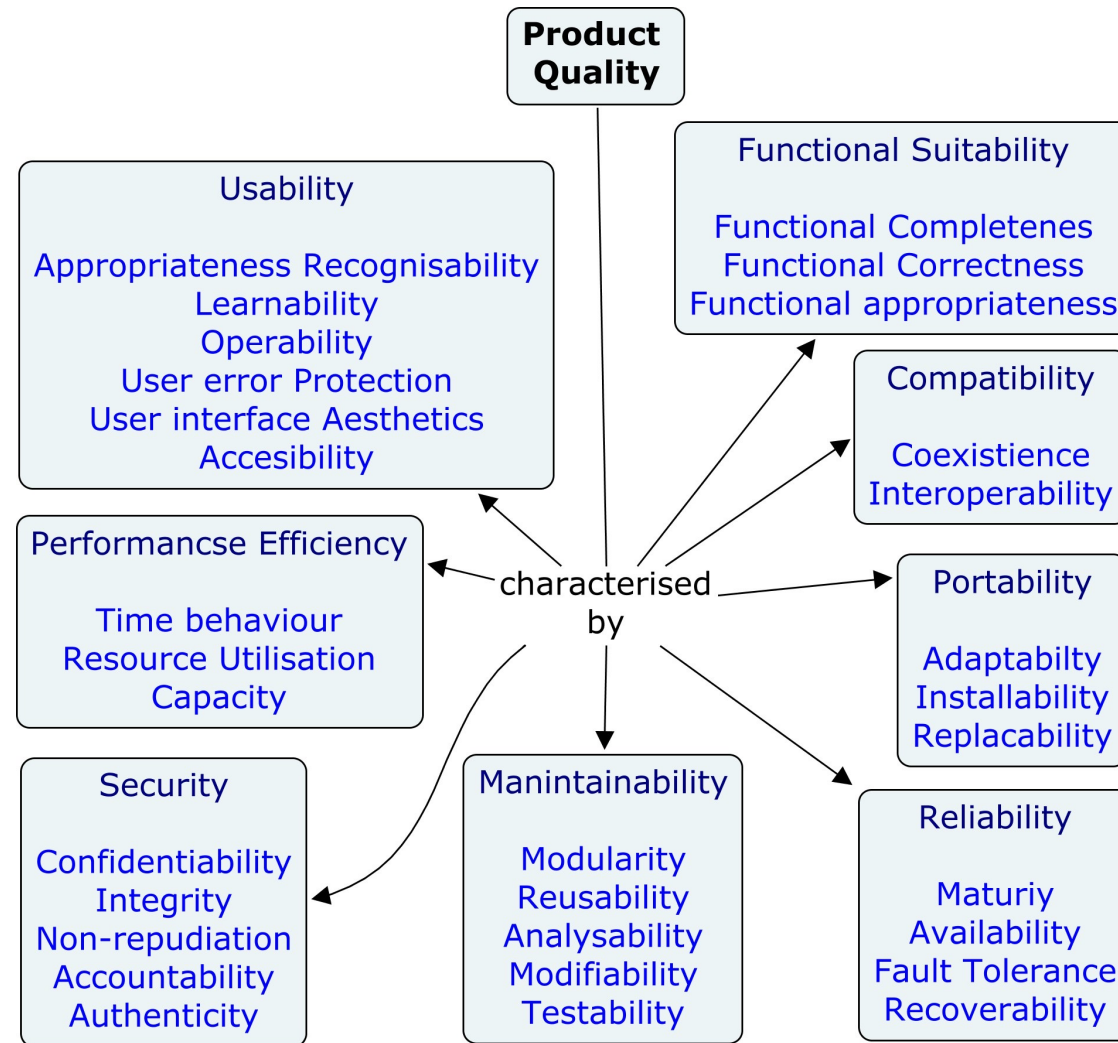 Product
Quality
Functional Suitability
Functional Completenes
Functional Correctness
Functional appropriateness
Usability
Appropriateness Recognisability
Learnability
Operability
User error Protection
User interface Aesthetics
Accesibility
Compatibility
Coexistience
Interoperability
Performancse Efficiency
Time behaviour
Resource Utilisation
Capacity
characterised
by
Portability
Adaptabilty
Installability
Replacability
Security
Confidentiability
Integrity
Non-repudiation
Accountability
Authenticity
Manintainability
Modularity
Reusability
Analysability
Modifiability
Testability
Reliability
Maturiy
Availability
Fault Tolerance
Recoverability